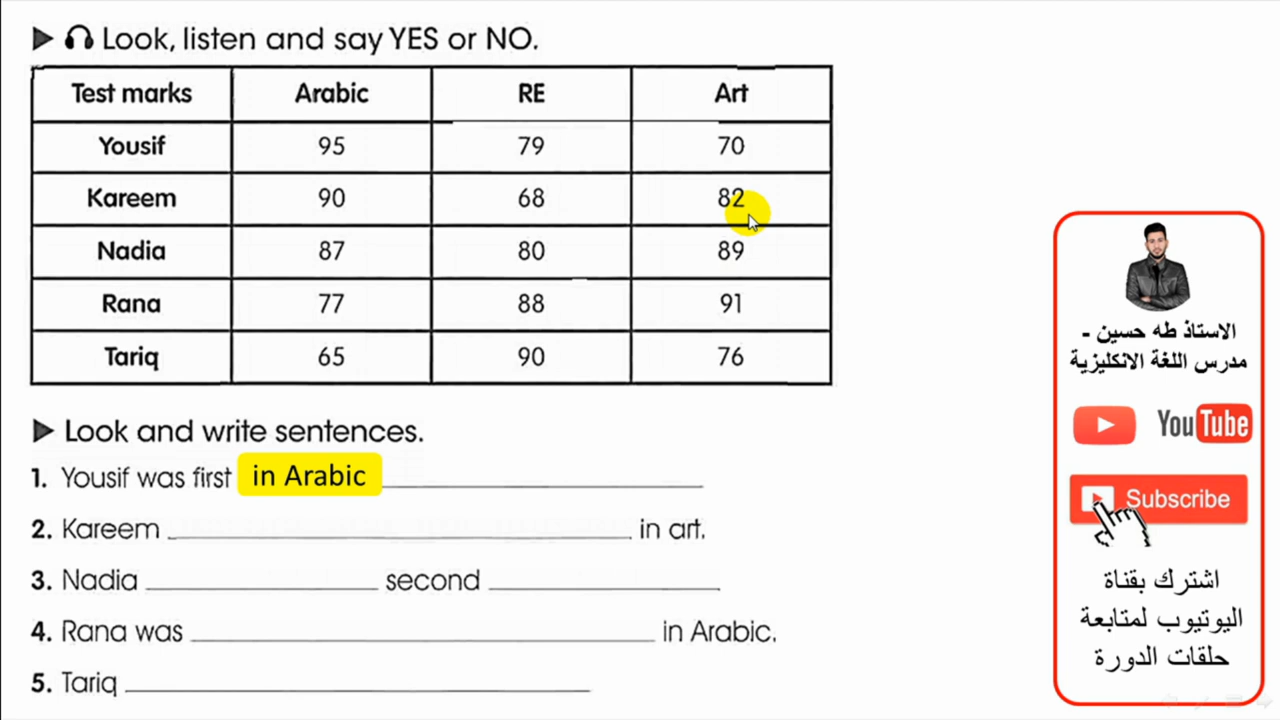 Look, listen and say YES or NO.
Test marks Arabic RE Art
Yousif 95 79 70
Kareem 90 68 82
Nadia 87 80 89
Rana 77 88 91
Tariq 65 90 76
Look and write sentences.
1. Yousif was first in Arabic
2. Kareem in art.
3. Nadia second
4. Rana was in Arabic.
5. Tariq
الاستاذ طه حسين -
مدرس اللغة الانكليزية
YouTube
Subscribe
اشترك بقناة
اليوتيوب لمتابعة
حلقات الدورة